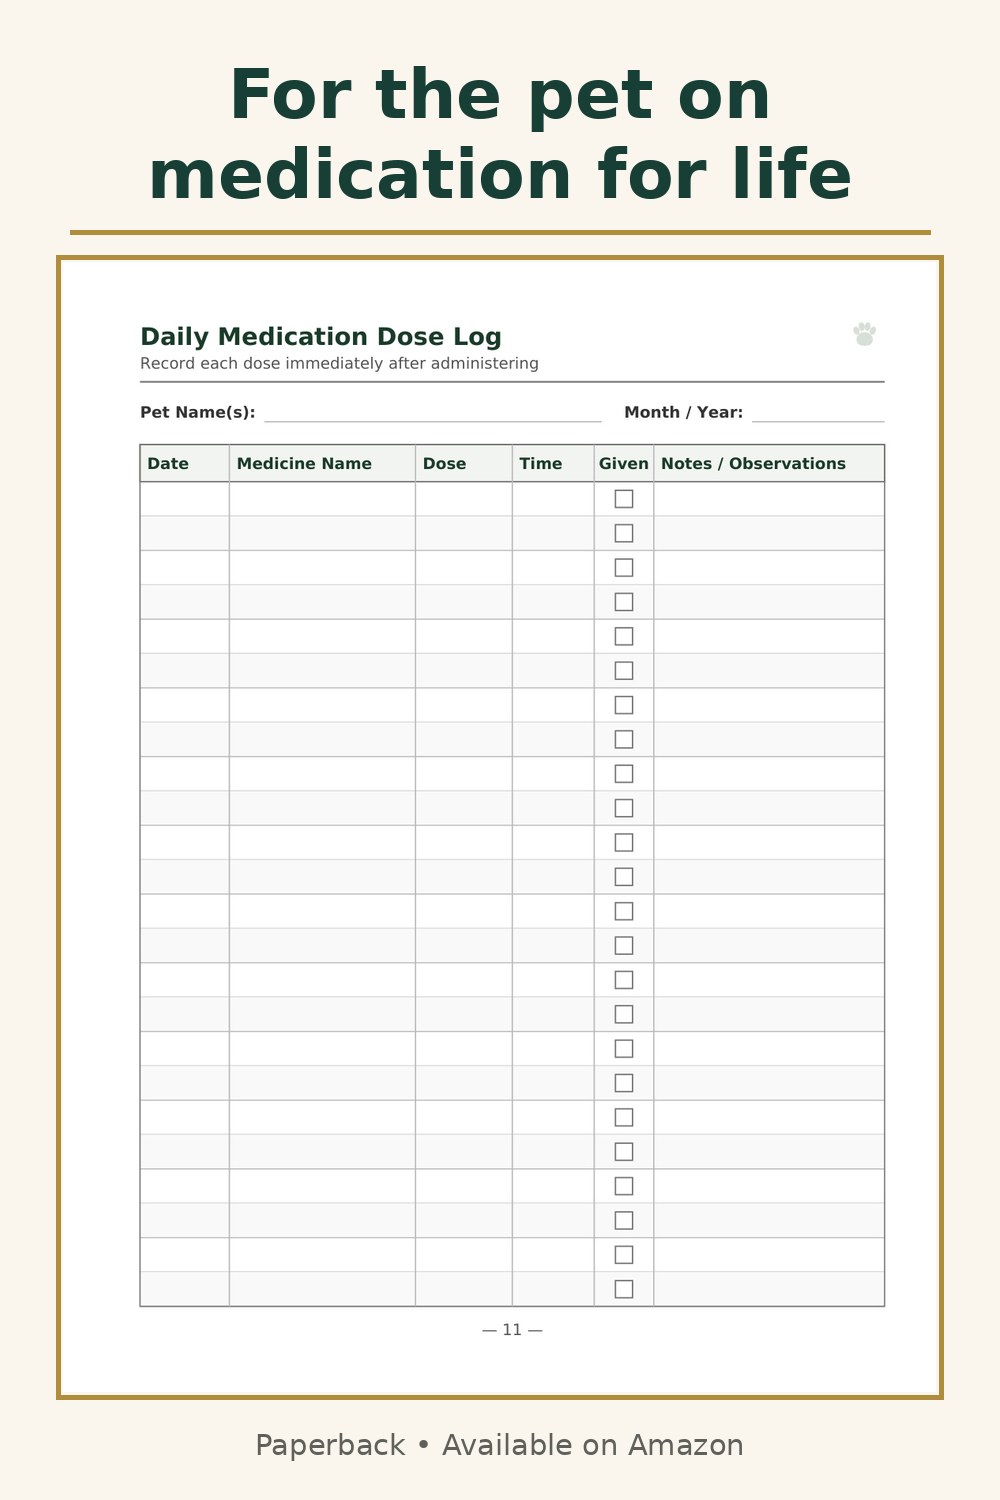 For the pet on
medication for life
Daily Medication Dose Log
Record each dose immediately after administering
Pet Name(s): Month / Year:
Date Medicine Name Dose Time Given Notes / Observations
— 11 —
Paperback • Available on Amazon